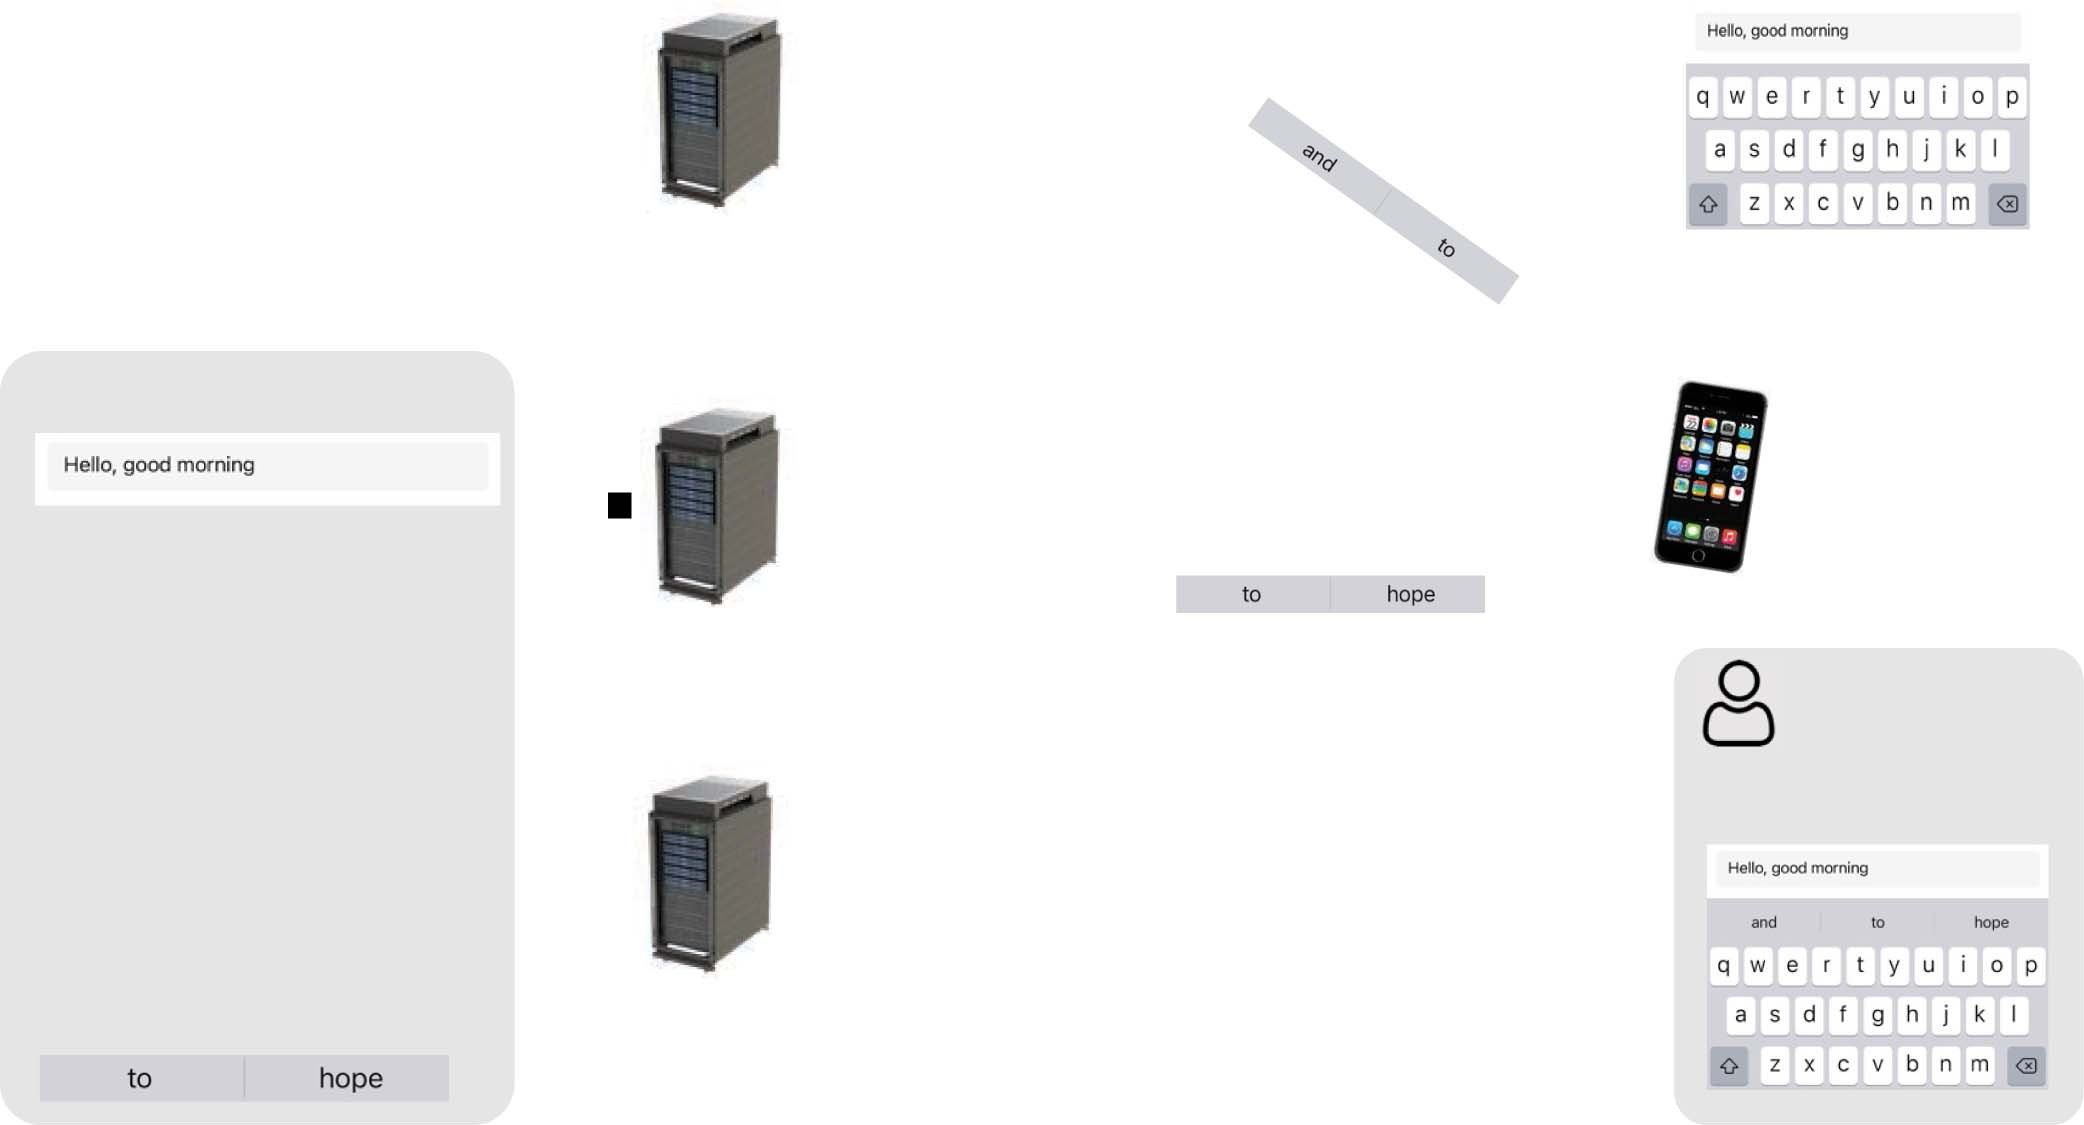 Hello, good morning
q w e r t y u i o p
a s d f g h j k l
z x c v b n m
and to
Hello, good morning
to hope
Hello, good morning
and to hope
q w e r t y u i o p
a s d f g h j k l
z x c v b n m
to hope